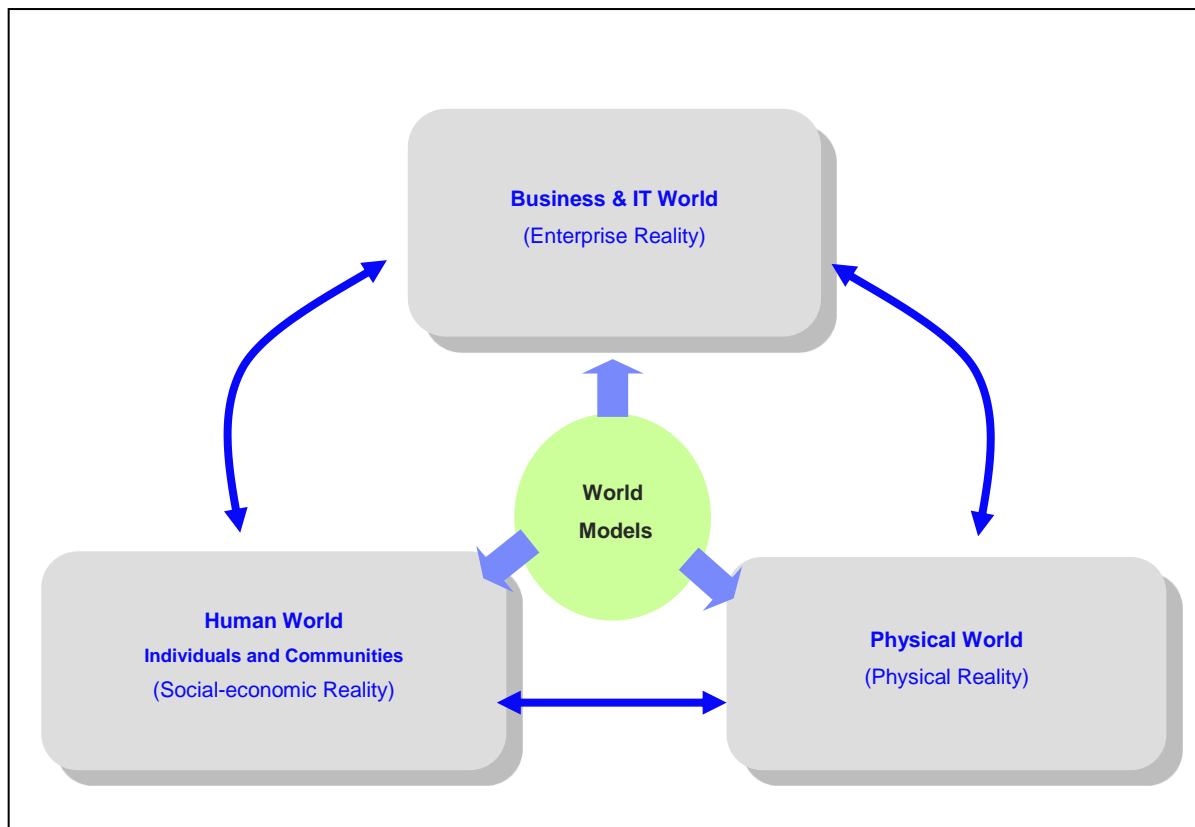 Business & IT World
(Enterprise Reality)
World
Models
Human World
Individuals and Communities
(Social-economic Reality)
Physical World
(Physical Reality)